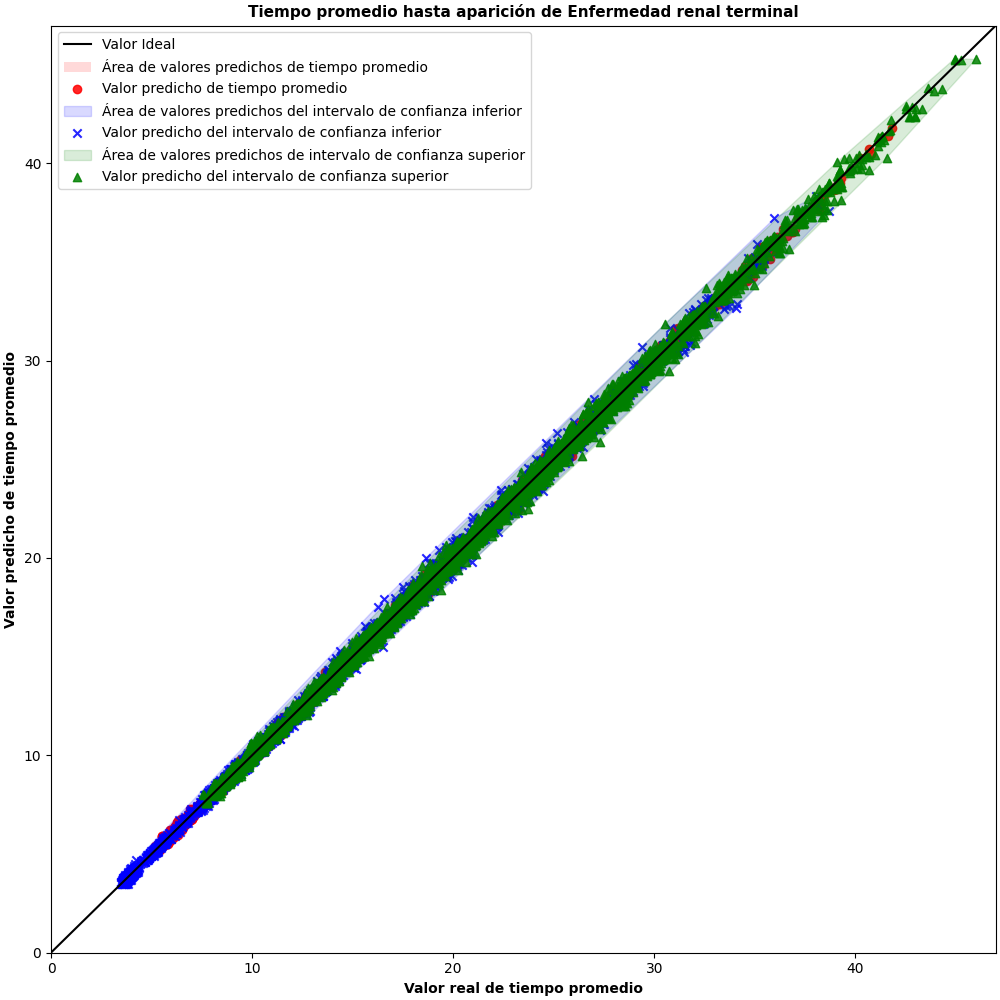 Tiempo promedio hasta aparición de Enfermedad renal terminal
Valor Ideal
Área de valores predichos de tiempo promedio
Valor predicho de tiempo promedio
Área de valores predichos del intervalo de confianza inferior
Valor predicho del intervalo de confianza inferior
Área de valores predichos de intervalo de confianza superior
Valor predicho del intervalo de confianza superior
Valor predicho de tiempo promedio
40
30
20
10
0
0 10 20 30 40
Valor real de tiempo promedio